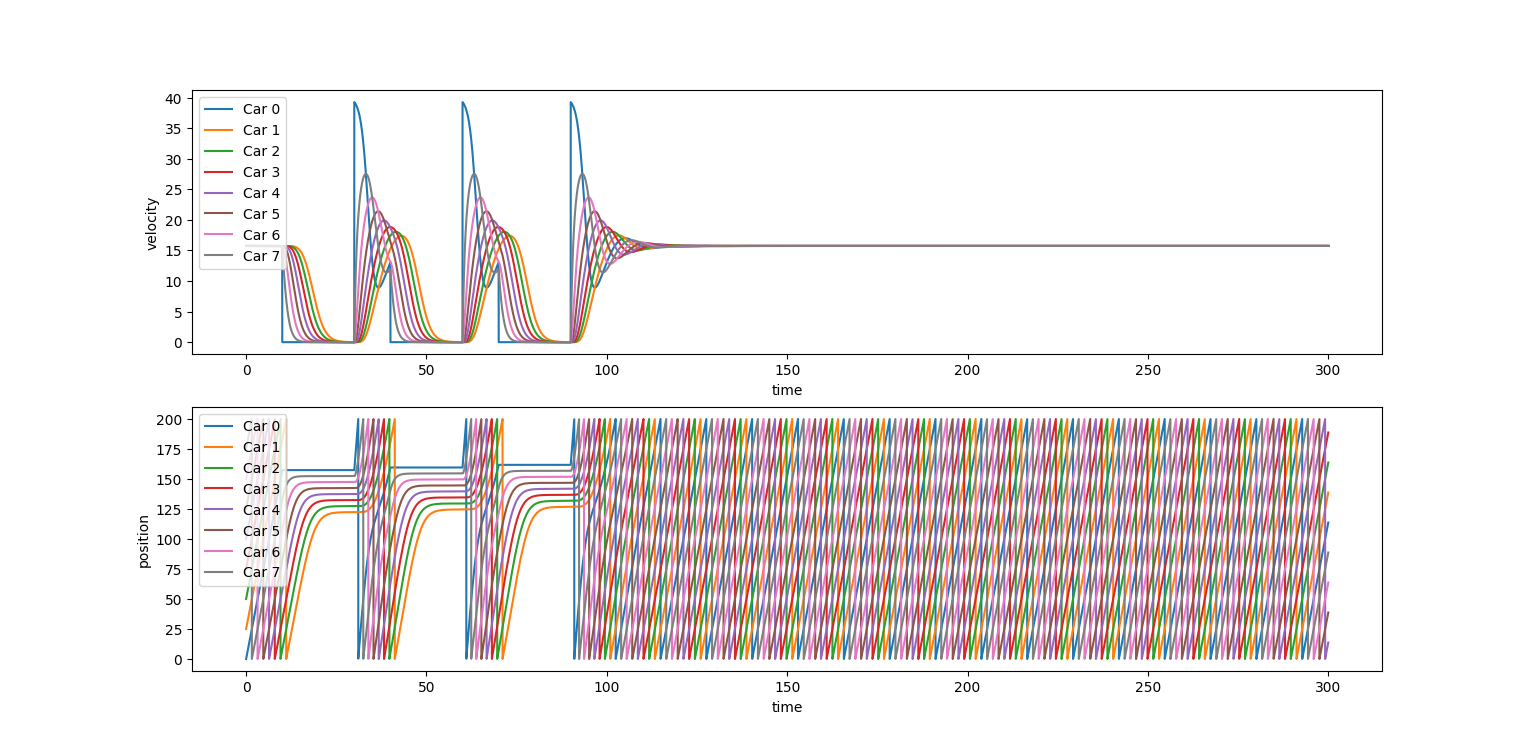 40
35
30
25
20
15
10
5
0
velocity
Car 0
Car 1
Car 2
Car 3
Car 4
Car 5
Car 6
Car 7
0 50 100 150 200 250 300
time
200
175
150
125
100
75
50
25
0
position
Car 0
Car 1
Car 2
Car 3
Car 4
Car 5
Car 6
Car 7
0 50 100 150 200 250 300
time